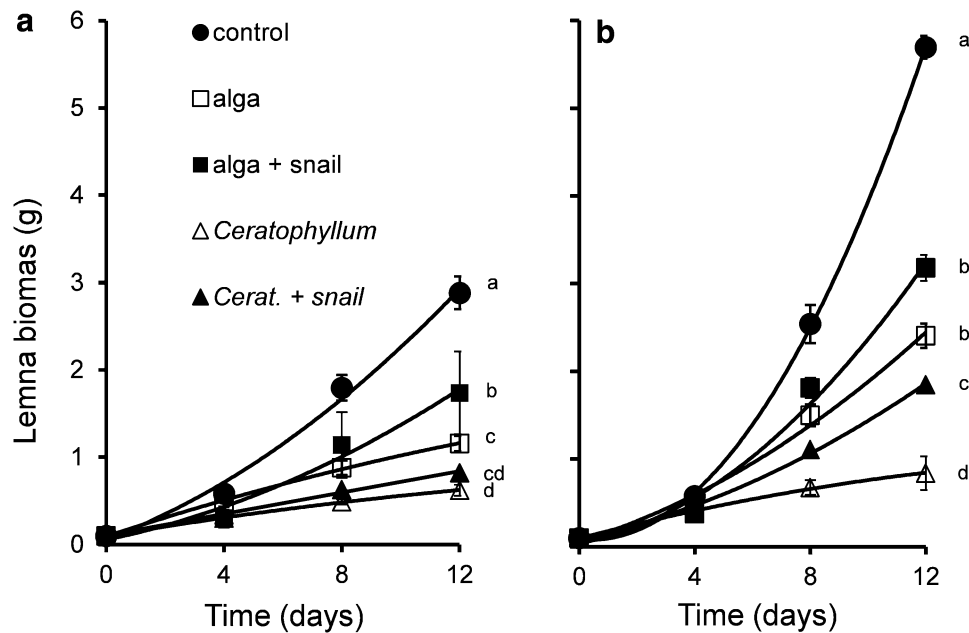 a
6
5
4
3
2
1
0
Lemna biomas (g)
control
alga
alga + snail
Ceratophyllum
Cerat. + snail
a
b
c
cd
d
0 4 8 12
Time (days)
b
a
b
b
c
d
0 4 8 12
Time (days)